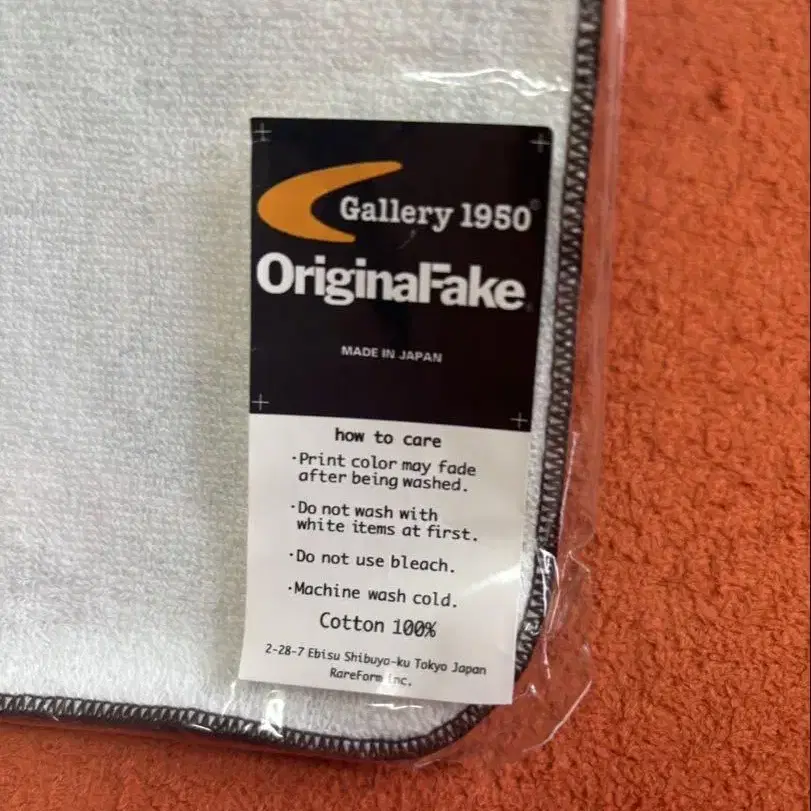 Gallery 1950®
OriginalFake
MADE IN JAPAN
how to care
·Print color may fade
after being washed.
·Do not wash with
white items at first.
·Do not use bleach.
·Machine wash cold.
Cotton 100%
2-28-7 Ebisu Shibuya-ku Tokyo Japan
RareForm Inc.